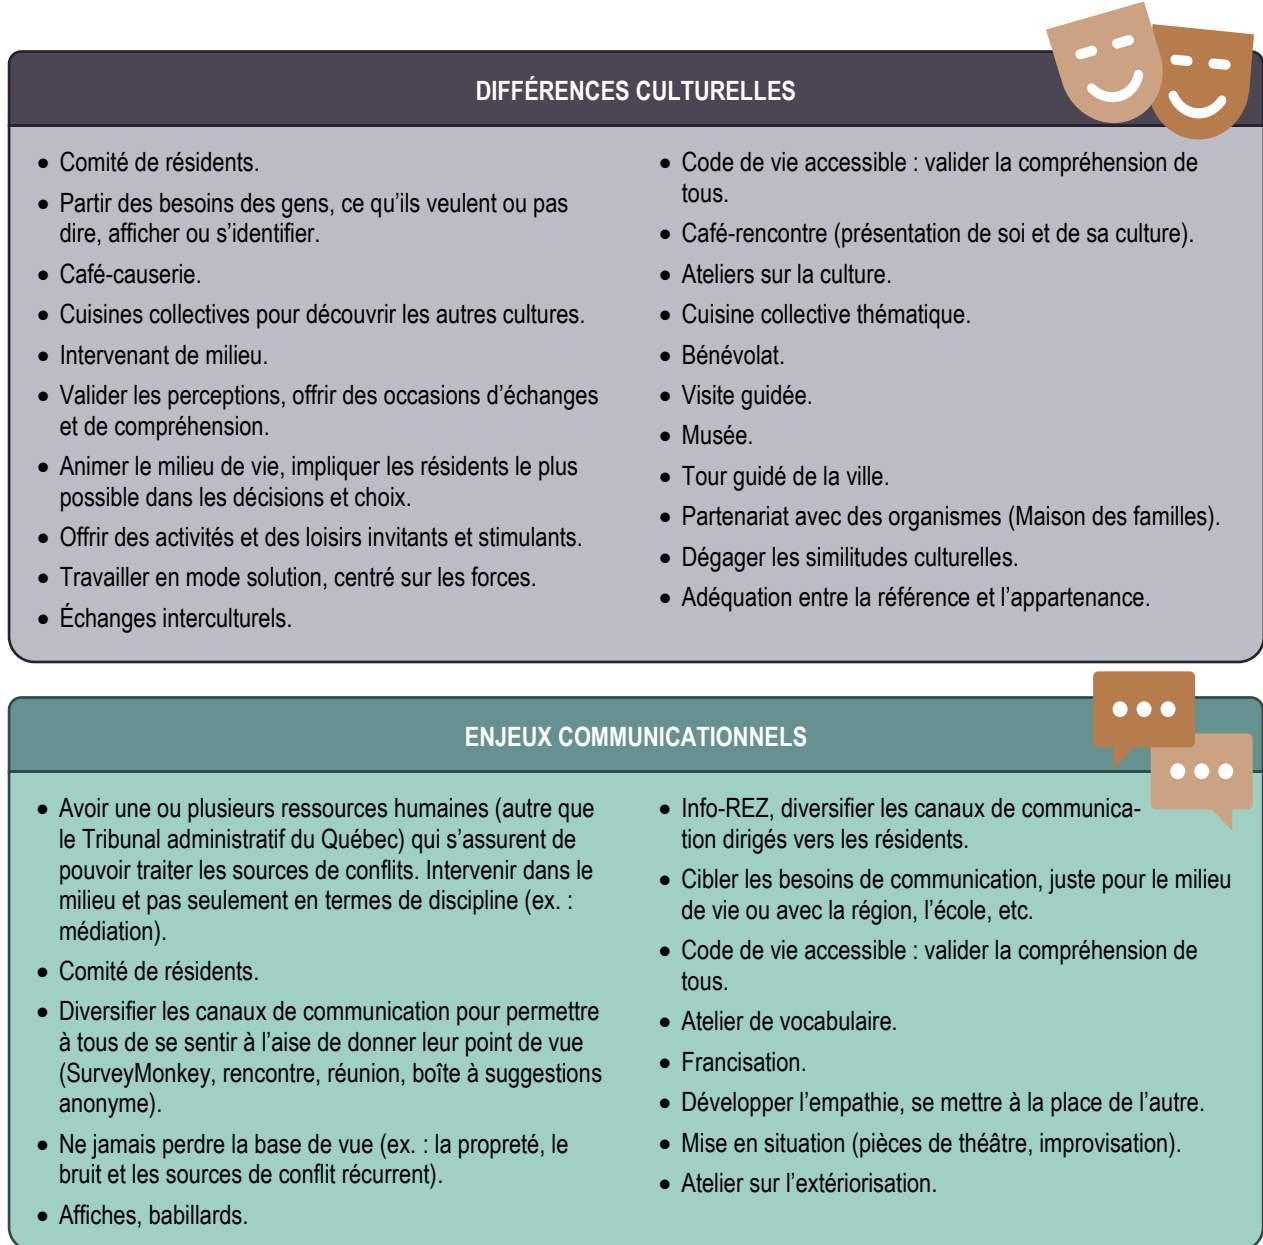 DIFFÉRENCES CULTURELLES
• Comité de résidents.
• Partir des besoins des gens, ce qu’ils veulent ou pas
dire, afficher ou s’identifier.
• Café-causerie.
• Cuisines collectives pour découvrir les autres cultures.
• Intervenant de milieu.
• Valider les perceptions, offrir des occasions d’échanges
et de compréhension.
• Animer le milieu de vie, impliquer les résidents le plus
possible dans les décisions et choix.
• Offrir des activités et des loisirs invitants et stimulants.
• Travailler en mode solution, centré sur les forces.
• Échanges interculturels.
• Code de vie accessible : valider la compréhension de
tous.
• Café-rencontre (présentation de soi et de sa culture).
• Ateliers sur la culture.
• Cuisine collective thématique.
• Bénévolat.
• Visite guidée.
• Musée.
• Tour guidé de la ville.
• Partenariat avec des organismes (Maison des familles).
• Dégager les similitudes culturelles.
• Adéquation entre la référence et l’appartenance.
ENJEUX COMMUNICATIONNELS
• Avoir une ou plusieurs ressources humaines (autre que
le Tribunal administratif du Québec) qui s’assurent de
pouvoir traiter les sources de conflits. Intervenir dans le
milieu et pas seulement en termes de discipline (ex. :
médiation).
• Comité de résidents.
• Diversifier les canaux de communication pour permettre
à tous de se sentir à l’aise de donner leur point de vue
(SurveyMonkey, rencontre, réunion, boîte à suggestions
anonyme).
• Ne jamais perdre la base de vue (ex. : la propreté, le
bruit et les sources de conflit récurrent).
• Affiches, babillards.
• Info-REZ, diversifier les canaux de communica-
tion dirigés vers les résidents.
• Cibler les besoins de communication, juste pour le milieu
de vie ou avec la région, l’école, etc.
• Code de vie accessible : valider la compréhension de
tous.
• Atelier de vocabulaire.
• Francisation.
• Développer l’empathie, se mettre à la place de l’autre.
• Mise en situation (pièces de théâtre, improvisation).
• Atelier sur l’extériorisation.